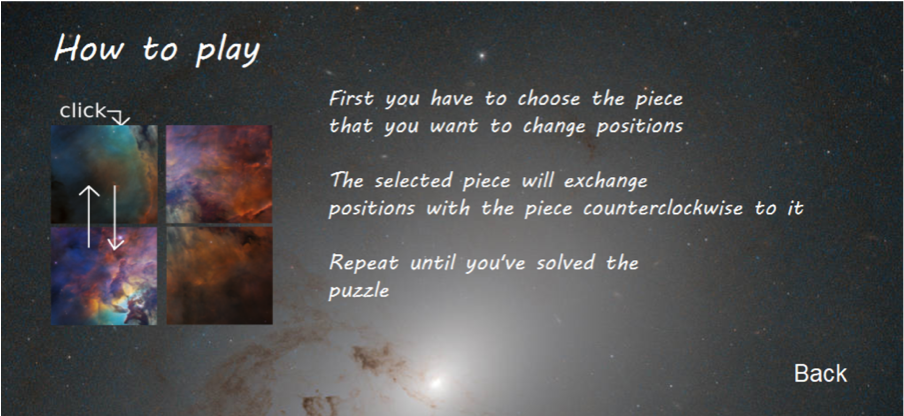 How to play
click
First you have to choose the piece
that you want to change positions
The selected piece will exchange
positions with the piece counterclockwise to it
Repeat until you've solved the
puzzle
Back